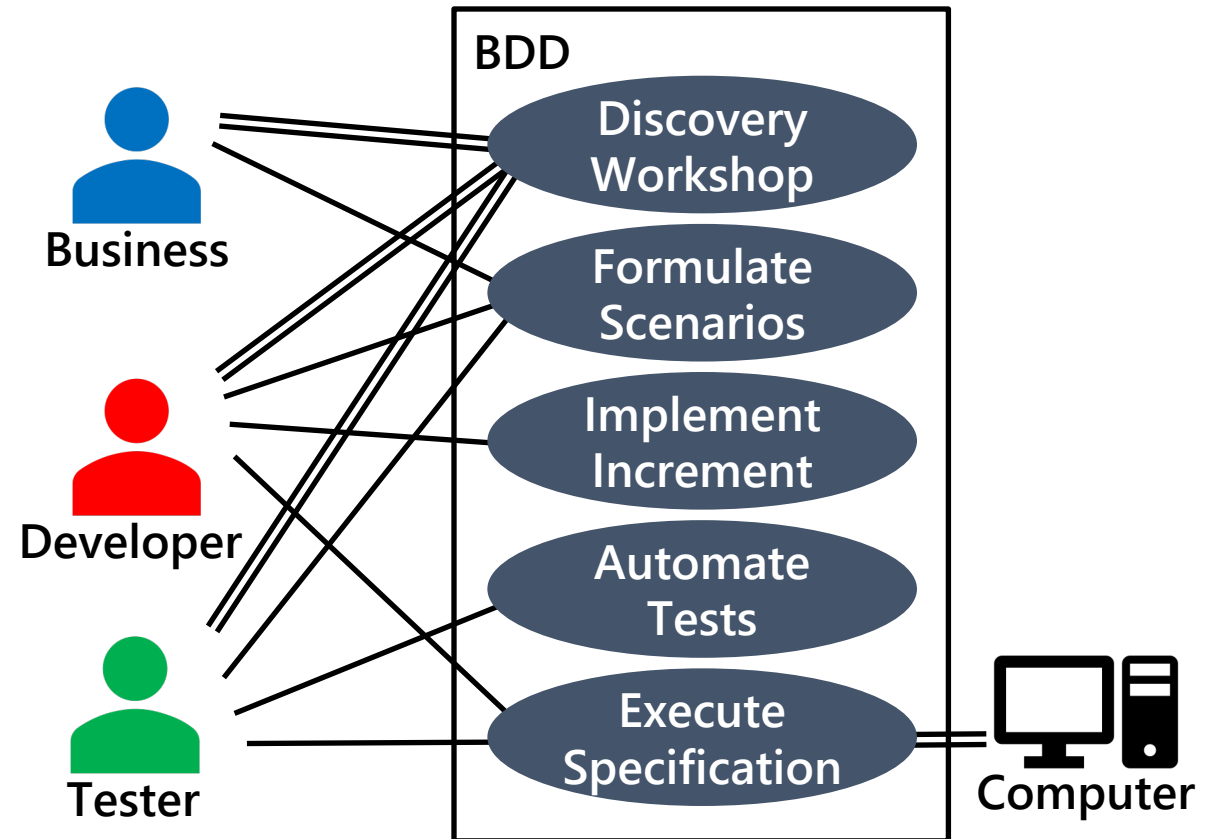 BDD
Discovery
Workshop
Business
Formulate
Scenarios
Implement
Increment
Developer
Automate
Tests
Execute
Specification
Tester
Computer